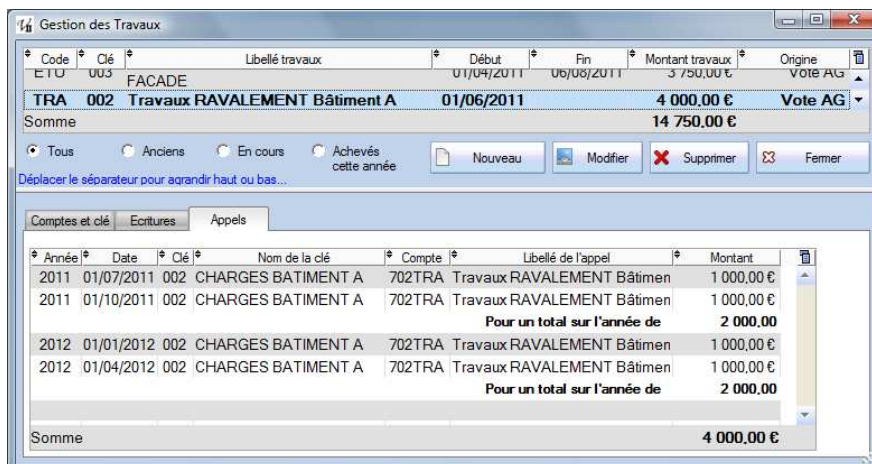 Gestion des Travaux
Code Clé Libellé travaux Début Fin Montant travaux Origine
ETU 003 FACADE 01/04/2011 06/08/2011 3 750,00 € Vote AG
TRA 002 Travaux RAVALEMENT Bâtiment A 01/06/2011 4 000,00 € Vote AG
Somme 14 750,00 €
Tous Anciens En cours Achevés cette année Nouveau Modifier Supprimer Fermer
Déplacer le séparateur pour agrandir haut ou bas...
Comptes et clé Ecritures Appels
Année Date Clé Nom de la clé Compte Libellé de l'appel Montant
2011 01/07/2011 002 CHARGES BATIMENT A 702TRA Travaux RAVALEMENT Bâtimen 1 000,00 €
2011 01/10/2011 002 CHARGES BATIMENT A 702TRA Travaux RAVALEMENT Bâtimen 1 000,00 €
Pour un total sur l'année de 2 000,00
2012 01/01/2012 002 CHARGES BATIMENT A 702TRA Travaux RAVALEMENT Bâtimen 1 000,00 €
2012 01/04/2012 002 CHARGES BATIMENT A 702TRA Travaux RAVALEMENT Bâtimen 1 000,00 €
Pour un total sur l'année de 2 000,00
Somme 4 000,00 €